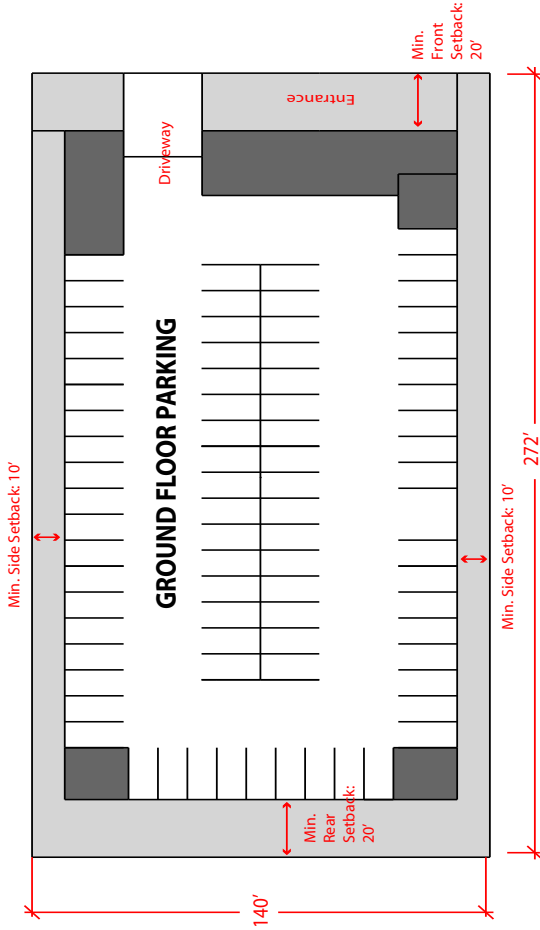 Min.
Front
Setback:
20'
Entrance
Driveway
GROUND FLOOR PARKING
Min. Side Setback: 10'
Min. Side Setback: 10'
272'
Min.
Rear
Setback:
20'
140'